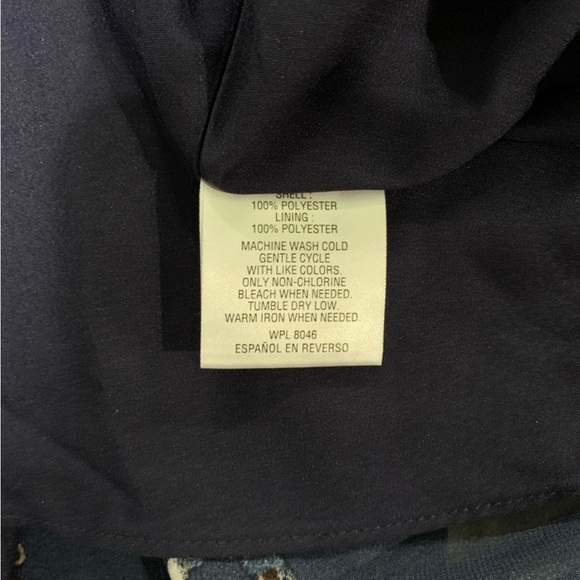 SHELL :
100% POLYESTER
LINING :
100% POLYESTER
MACHINE WASH COLD
GENTLE CYCLE
WITH LIKE COLORS.
ONLY NON-CHLORINE
BLEACH WHEN NEEDED.
TUMBLE DRY LOW.
WARM IRON WHEN NEEDED.
WPL 8046
ESPAÑOL EN REVERSO